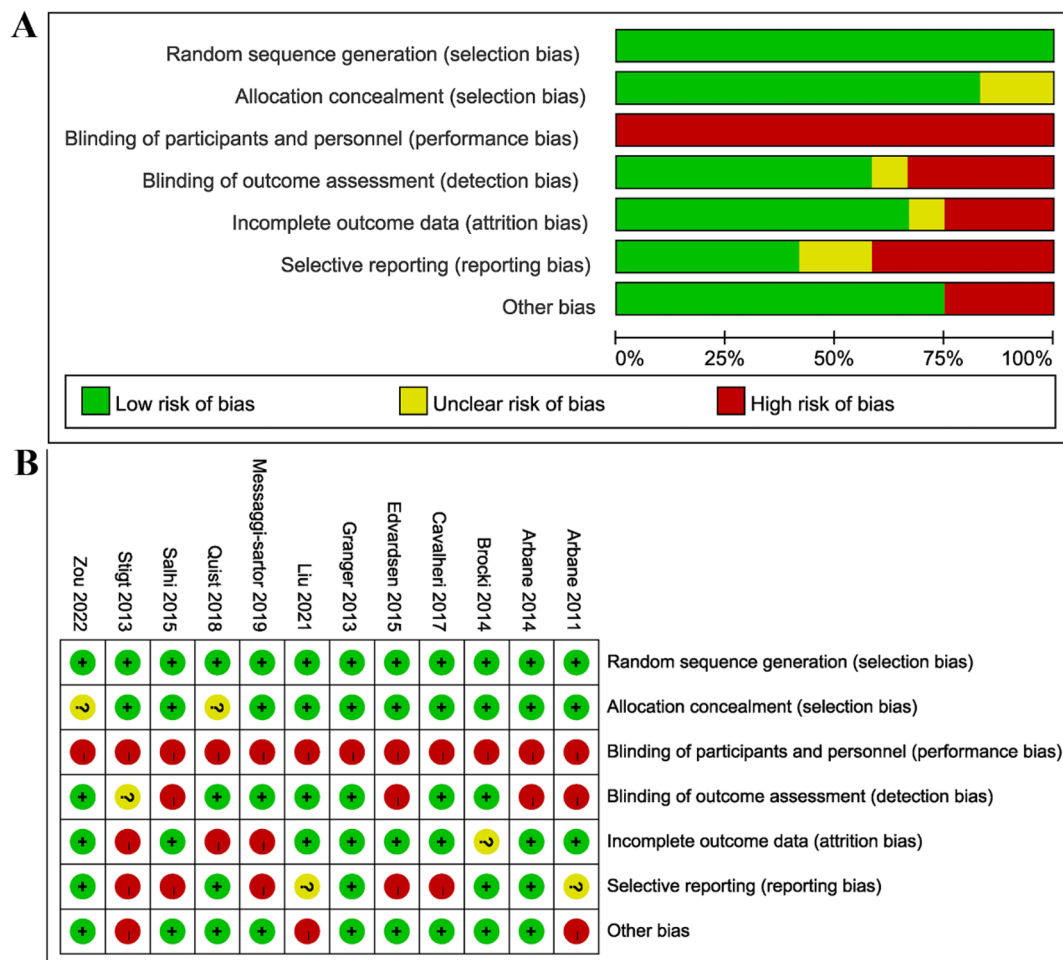 A
Random sequence generation (selection bias)
Allocation concealment (selection bias)
Blinding of participants and personnel (performance bias)
Blinding of outcome assessment (detection bias)
Incomplete outcome data (attrition bias)
Selective reporting (reporting bias)
Other bias
0% 25% 50% 75% 100%
Low risk of bias Unclear risk of bias High risk of bias
B
Zou 2022
Stigt 2013
Salhi 2015
Quist 2018
Messaggi-sartor 2019
Liu 2021
Granger 2013
Edvardsen 2015
Cavalheri 2017
Brocki 2014
Arbane 2014
Arbane 2011
+ + + + + + + + + + + + Random sequence generation (selection bias)
? + + ? + + + + + + + + Allocation concealment (selection bias)
– – – – – – – – – – – – Blinding of participants and personnel (performance bias)
+ ? – + + + + – + + – – Blinding of outcome assessment (detection bias)
+ – + – – + + + + ? + + Incomplete outcome data (attrition bias)
+ – – + – ? + – – + + ? Selective reporting (reporting bias)
+ – + + + – + + + + + – Other bias